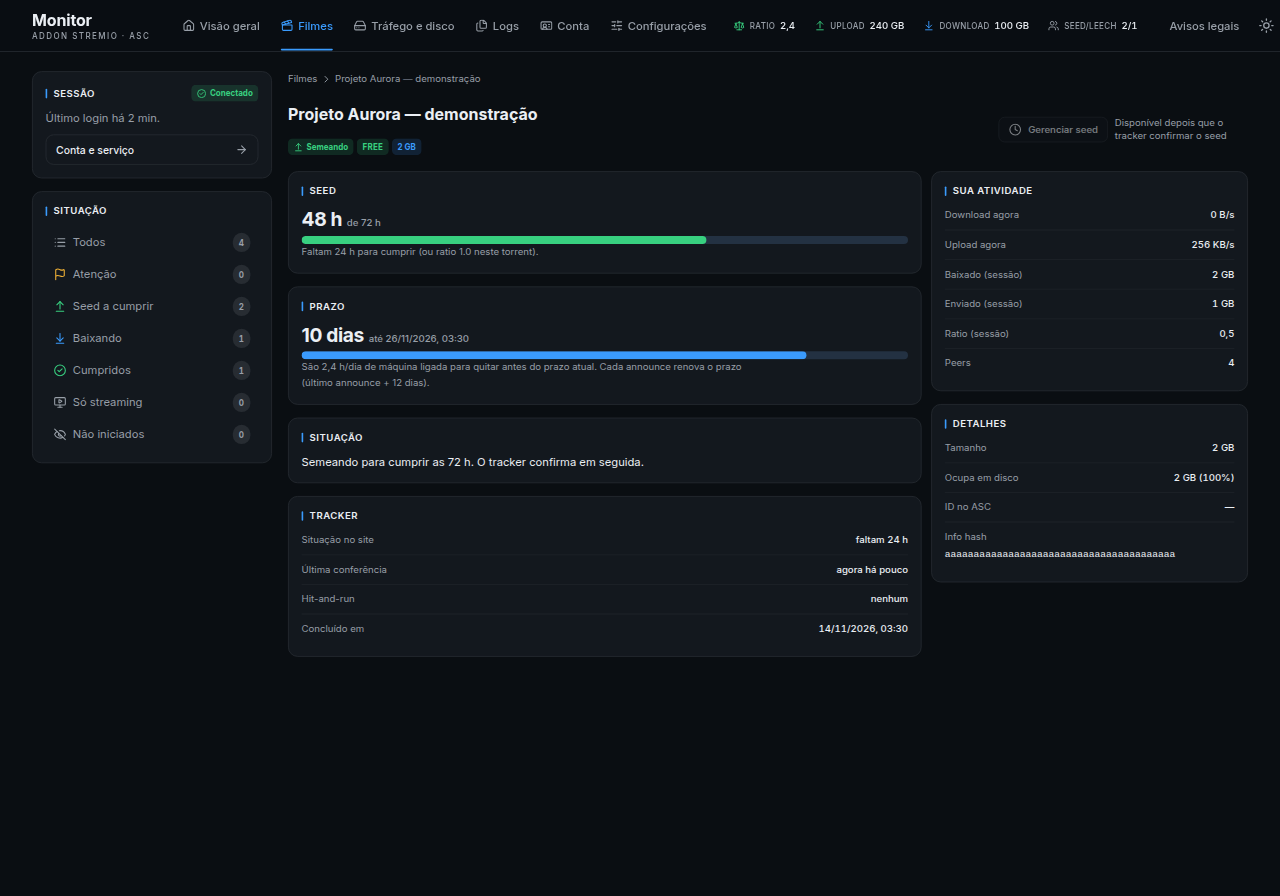 Monitor
ADDON STREMIO · ASC
Visão geral
Filmes
Tráfego e disco
Logs
Conta
Configurações
RATIO 2,4
UPLOAD 240 GB
DOWNLOAD 100 GB
SEED/LEECH 2/1
Avisos legais
SESSÃO
Conectado
Último login há 2 min.
Conta e serviço
SITUAÇÃO
Todos 4
Atenção 0
Seed a cumprir 2
Baixando 1
Cumpridos 1
Só streaming 0
Não iniciados 0
Filmes > Projeto Aurora — demonstração
Projeto Aurora — demonstração
Semeando FREE 2 GB
Gerenciar seed
Disponível depois que o
tracker confirmar o seed
SEED
48 h de 72 h
Faltam 24 h para cumprir (ou ratio 1.0 neste torrent).
PRAZO
10 dias até 26/11/2026, 03:30
São 2,4 h/dia de máquina ligada para quitar antes do prazo atual. Cada announce renova o prazo
(último announce + 12 dias).
SITUAÇÃO
Semeando para cumprir as 72 h. O tracker confirma em seguida.
TRACKER
Situação no site faltam 24 h
Última conferência agora há pouco
Hit-and-run nenhum
Concluído em 14/11/2026, 03:30
SUA ATIVIDADE
Download agora 0 B/s
Upload agora 256 KB/s
Baixado (sessão) 2 GB
Enviado (sessão) 1 GB
Ratio (sessão) 0,5
Peers 4
DETALHES
Tamanho 2 GB
Ocupa em disco 2 GB (100%)
ID no ASC —
Info hash
aaaaaaaaaaaaaaaaaaaaaaaaaaaaaaaaaaaaaaaa